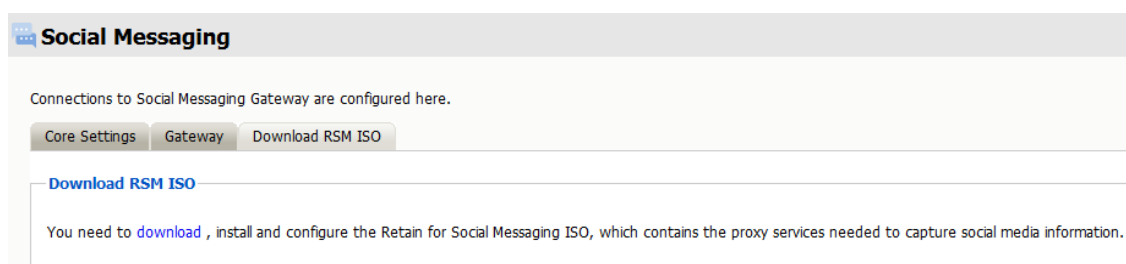 Social Messaging
Connections to Social Messaging Gateway are configured here.
Core Settings Gateway Download RSM ISO
Download RSM ISO
You need to download , install and configure the Retain for Social Messaging ISO, which contains the proxy services needed to capture social media information.